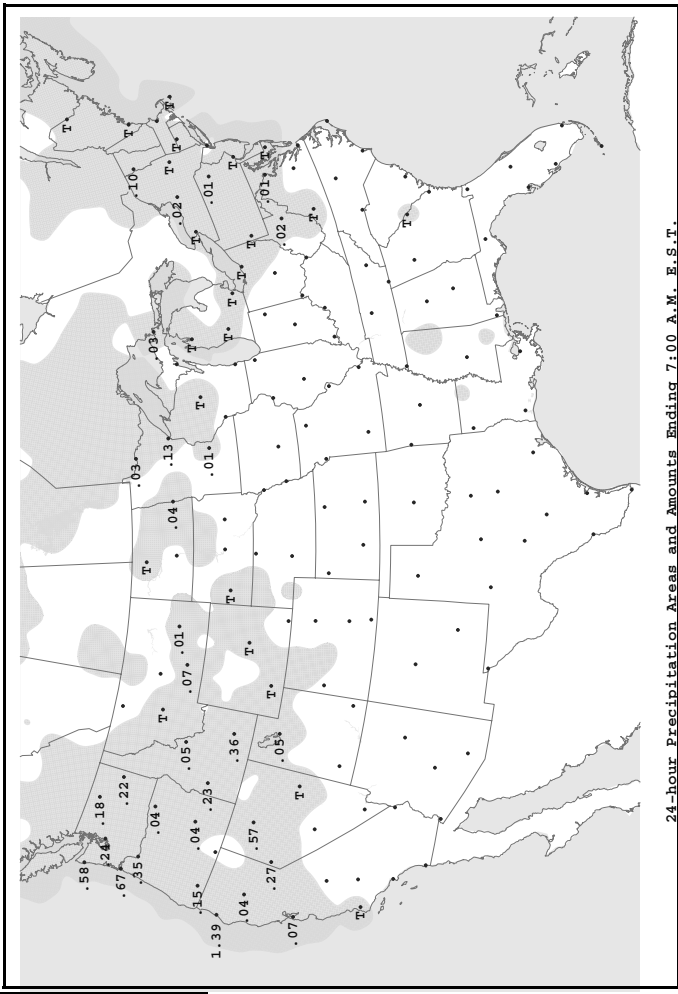 T
.58
.18
.24
.67
.22
T
.10
.03
.35
T
.03
.04
T
.13
T
T
.04
T
.02
.01
.05
.07
T
.04
T
.15
T
.23
.01
.01
1.39
T
T
T
T
.36
T
.04
T
T
.57
.01
T
T
.27
.05
.02
.07
T
T
T
T
24-hour Precipitation Areas and Amounts Ending 7:00 A.M. E.S.T.